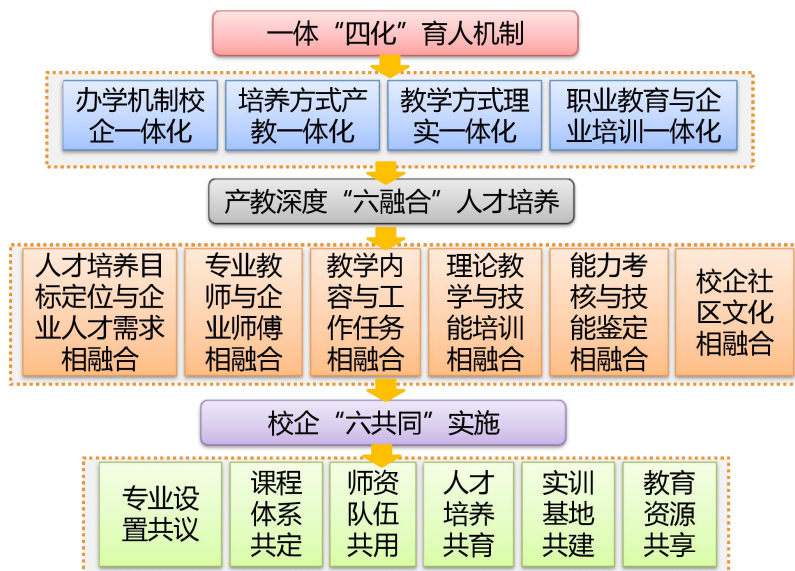 一体“四化”育人机制
办学机制校
企一体化
培养方式产
教一体化
教学方式理
实一体化
职业教育与企
业培训一体化
产教深度“六融合”人才培养
人才培养目
标定位与企
业人才需求
相融合
专业教
师与企
业师傅
相融合
教学内
容与工
作任务
相融合
理论教
学与技
能培训
相融合
能力考
核与技
能鉴定
相融合
校企社
区文化
相融合
校企“六共同”实施
专业设
置共议
课程
体系
共定
师资
队伍
共用
人才
培养
共育
实训
基地
共建
教育
资源
共享